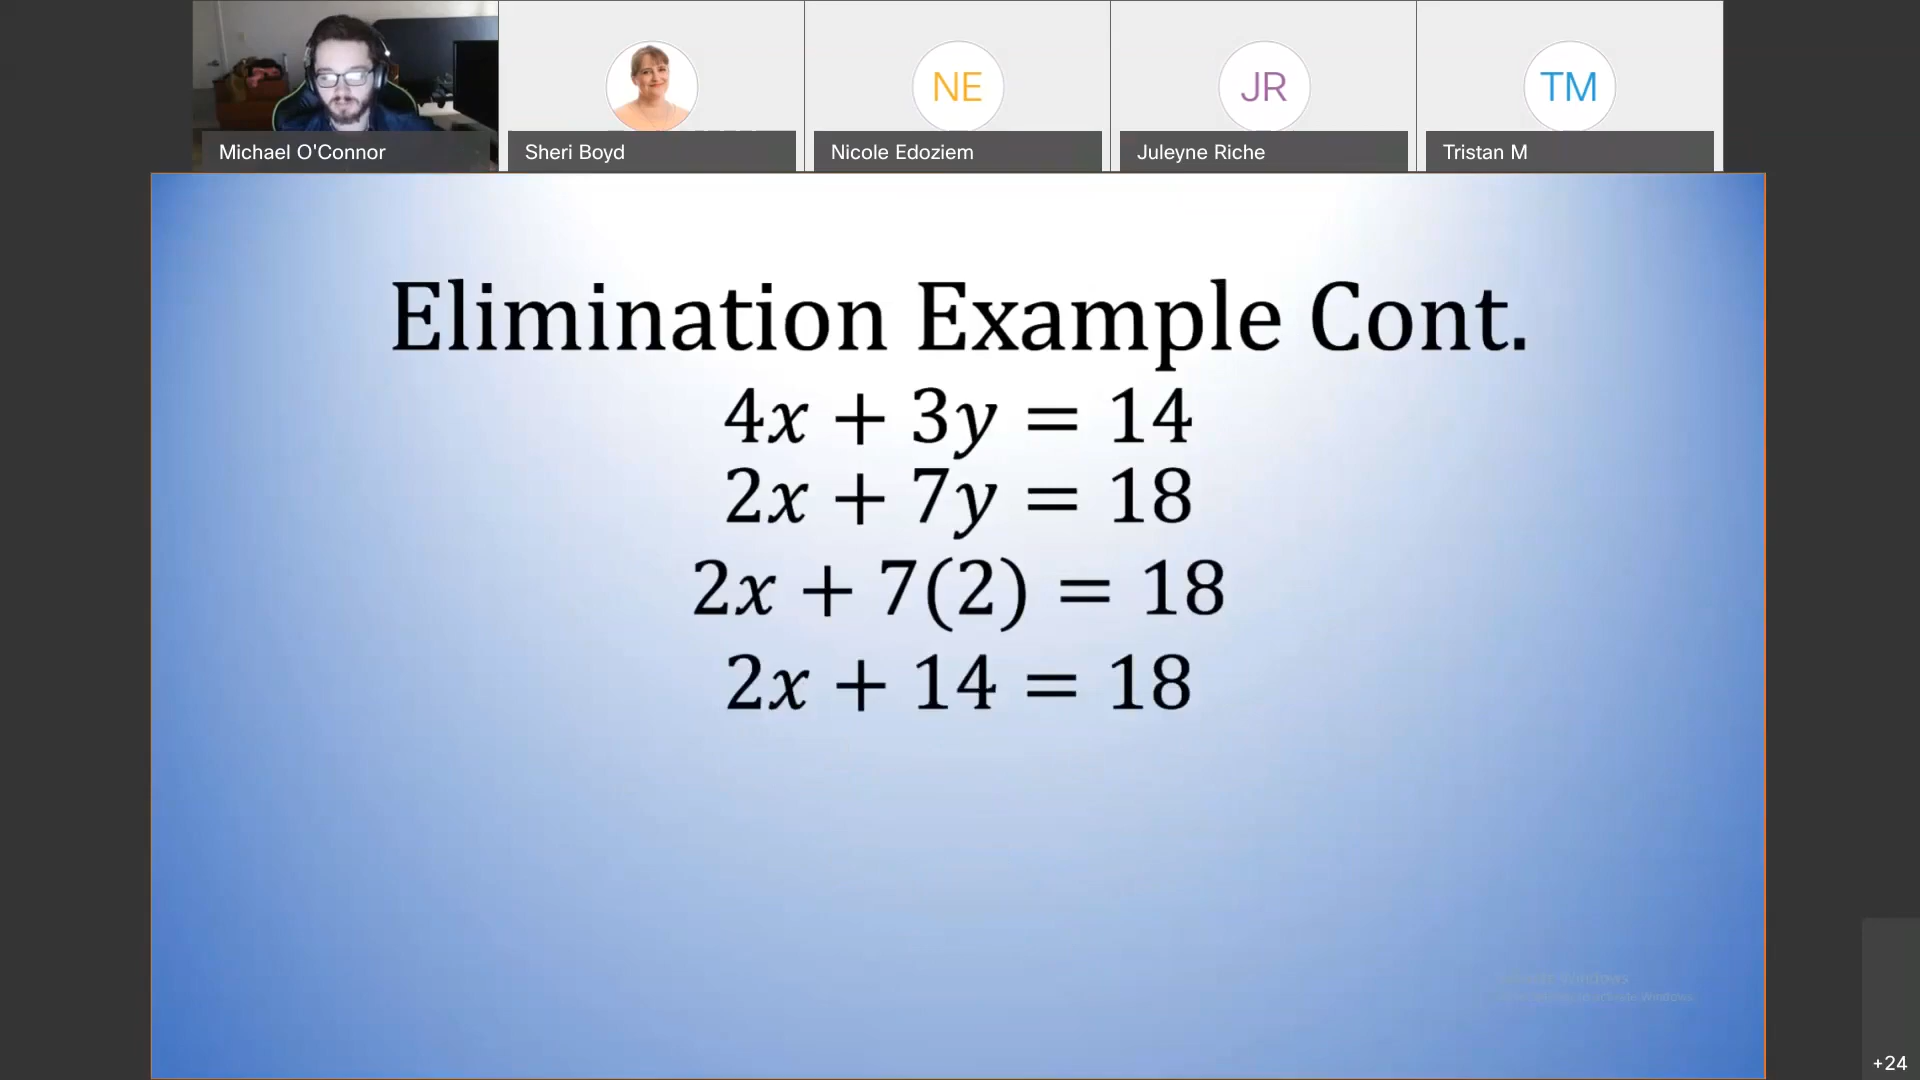 NE
JR
TM
Michael O'Connor
Sheri Boyd
Nicole Edoziem
Juleyne Riche
Tristan M
Elimination Example Cont.
4x + 3y = 14
2x + 7y = 18
2x + 7(2) = 18
2x + 14 = 18
+24